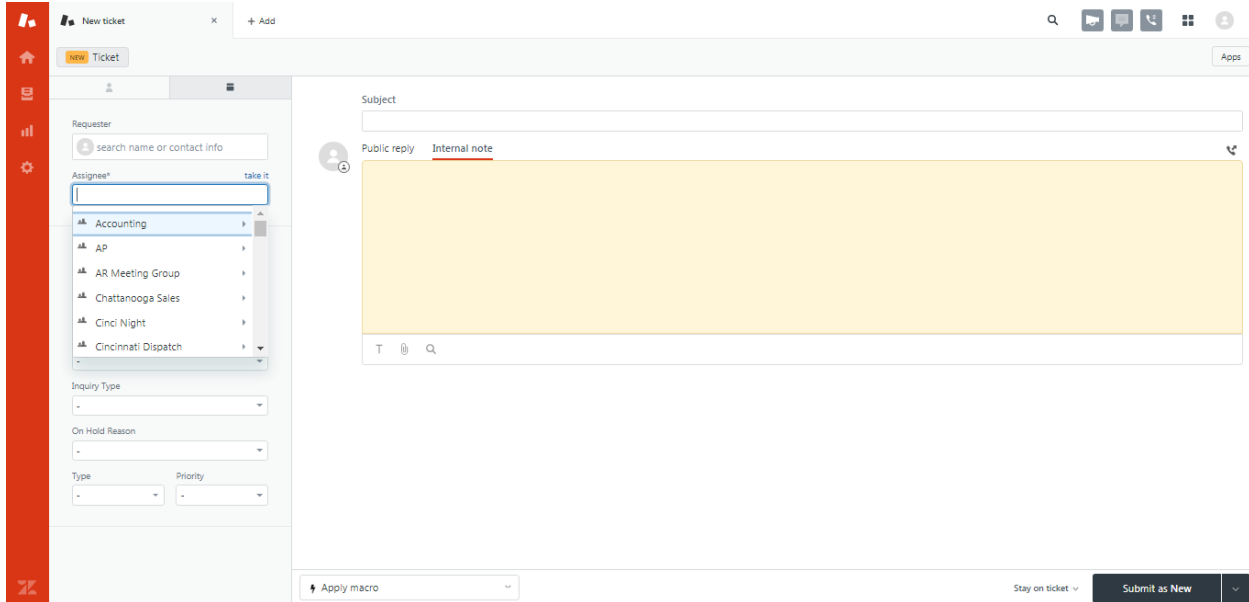 New ticket × + Add
NEW Ticket
Apps
Requester
search name or contact info
Assignee* take it
Accounting
AP
AR Meeting Group
Chattanooga Sales
Cinci Night
Cincinnati Dispatch
-
Inquiry Type
-
On Hold Reason
-
Type Priority
- -
Subject
Public reply Internal note
T
Apply macro
Stay on ticket
Submit as New